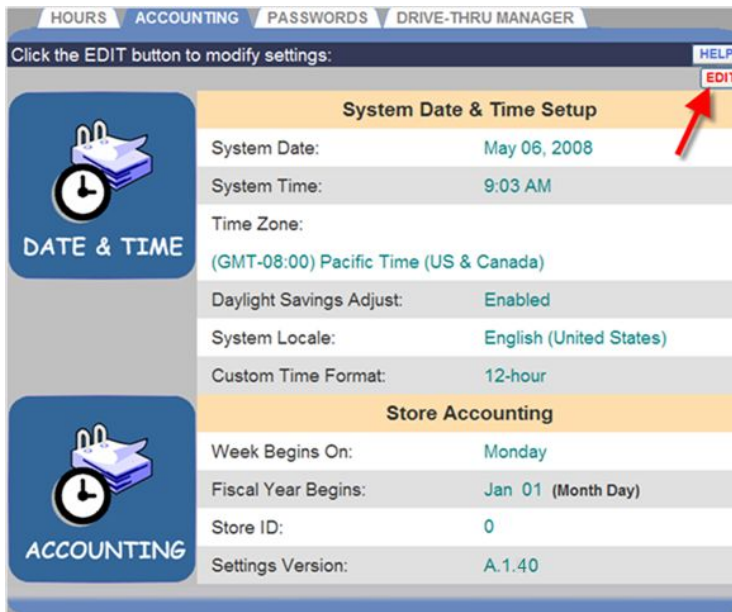 HOURS ACCOUNTING PASSWORDS DRIVE-THRU MANAGER
Click the EDIT button to modify settings: HELP
EDIT
System Date & Time Setup
System Date: May 06, 2008
System Time: 9:03 AM
Time Zone:
DATE & TIME
(GMT-08:00) Pacific Time (US & Canada)
Daylight Savings Adjust: Enabled
System Locale: English (United States)
Custom Time Format: 12-hour
Store Accounting
Week Begins On: Monday
Fiscal Year Begins: Jan 01 (Month Day)
Store ID: 0
ACCOUNTING
Settings Version: A.1.40